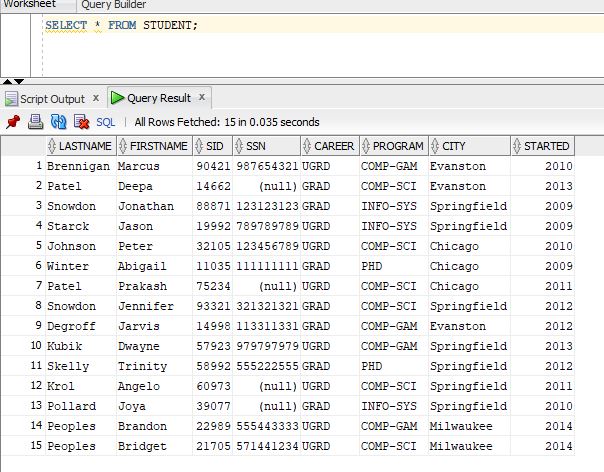 Worksheet Query Builder
SELECT * FROM STUDENT;
Script Output x Query Result x
SQL | All Rows Fetched: 15 in 0.035 seconds
LASTNAME FIRSTNAME SID SSN CAREER PROGRAM CITY STARTED
1 Brennigan Marcus 90421 987654321 UGRD COMP-GAM Evanston 2010
2 Patel Deepa 14662 (null) GRAD COMP-SCI Evanston 2013
3 Snowdon Jonathan 88871 123123123 GRAD INFO-SYS Springfield 2009
4 Starck Jason 19992 789789789 UGRD INFO-SYS Springfield 2009
5 Johnson Peter 32105 123456789 UGRD COMP-SCI Chicago 2010
6 Winter Abigail 11035 111111111 GRAD PHD Chicago 2009
7 Patel Prakash 75234 (null) UGRD COMP-SCI Chicago 2011
8 Snowdon Jennifer 93321 321321321 GRAD COMP-SCI Springfield 2012
9 Degroff Jarvis 14998 113311331 GRAD COMP-GAM Evanston 2012
10 Kubik Dwayne 57923 979797979 UGRD COMP-GAM Springfield 2013
11 Skelly Trinity 58992 555222555 GRAD PHD Springfield 2012
12 Krol Angelo 60973 (null) UGRD COMP-SCI Springfield 2011
13 Pollard Joya 39077 (null) GRAD INFO-SYS Springfield 2010
14 Peoples Brandon 22989 555443333 UGRD COMP-GAM Milwaukee 2014
15 Peoples Bridget 21705 571441234 UGRD COMP-SCI Milwaukee 2014